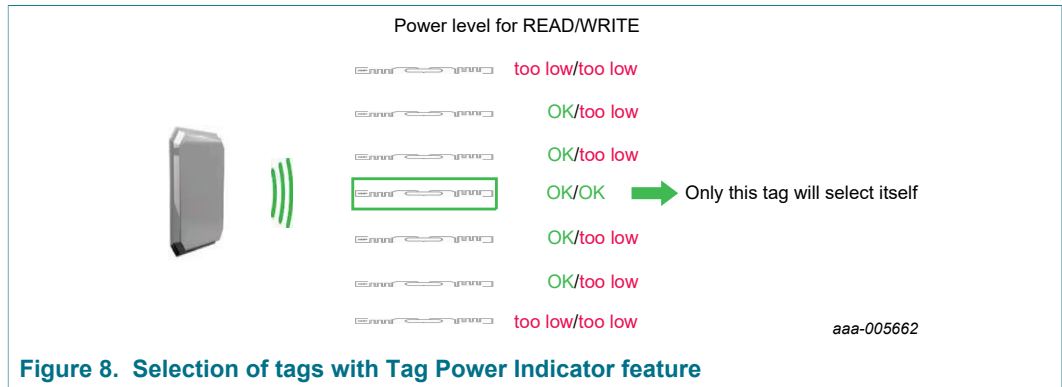 Power level for READ/WRITE
too low/too low
OK/too low
OK/too low
OK/OK Only this tag will select itself
OK/too low
OK/too low
too low/too low
aaa-005662
Figure 8. Selection of tags with Tag Power Indicator feature